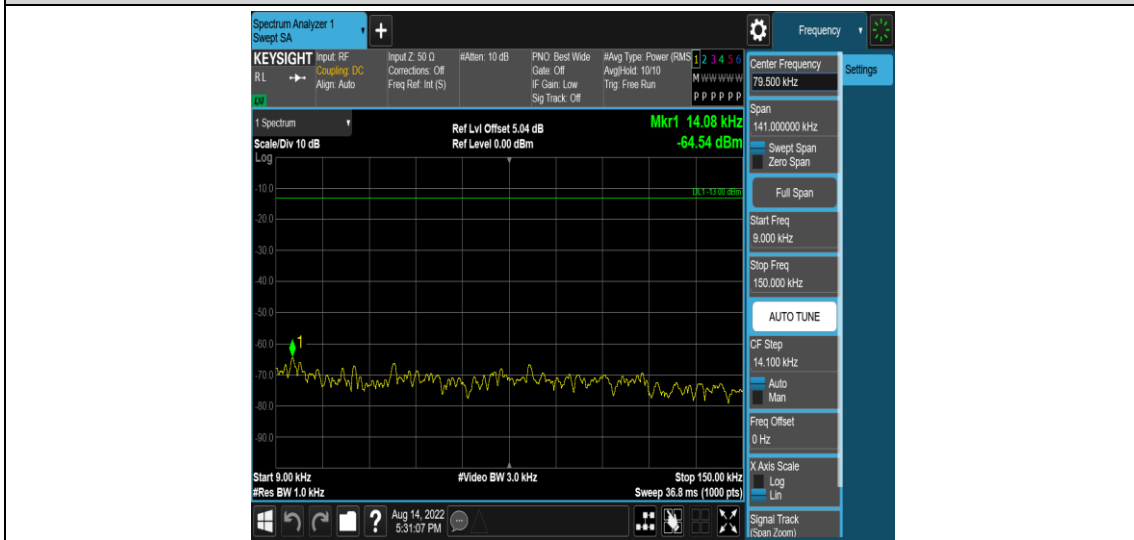 Spectrum Analyzer 1
Swept SA
+
Frequency
KEYSIGHT
RL
LXI
Input: RF
Coupling: DC
Align: Auto
Input Z: 50 Ω
Corrections: Off
Freq Ref: Int (S)
#Atten: 10 dB
PNO: Best Wide
Gate: Off
IF Gain: Low
Sig Track: Off
#Avg Type: Power (RMS
Avg|Hold: 10/10
Trig: Free Run
1 2 3 4 5 6
M W W W W W
P P P P P P
1 Spectrum
Scale/Div 10 dB
Log
Ref Lvl Offset 5.04 dB
Ref Level 0.00 dBm
Mkr1 14.08 kHz
-64.54 dBm
DL1 -13.00 dBm
-10.0
-20.0
-30.0
-40.0
-50.0
-60.0
-70.0
-80.0
-90.0
1
Start 9.00 kHz
#Res BW 1.0 kHz
#Video BW 3.0 kHz
Stop 150.00 kHz
Sweep 36.8 ms (1000 pts)
Aug 14, 2022
5:31:07 PM
Center Frequency
79.500 kHz
Settings
Span
141.000000 kHz
Swept Span
Zero Span
Full Span
Start Freq
9.000 kHz
Stop Freq
150.000 kHz
AUTO TUNE
CF Step
14.100 kHz
Auto
Man
Freq Offset
0 Hz
X Axis Scale
Log
Lin
Signal Track
(Span Zoom)